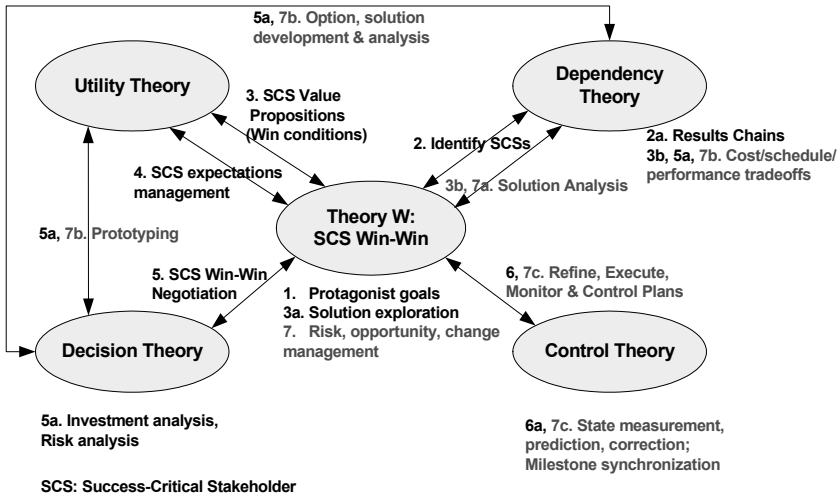 5a, 7b. Option, solution
development & analysis
Utility Theory
Dependency
Theory
3. SCS Value
Propositions
(Win conditions)
2. Identify SCSs
2a. Results Chains
3b, 5a, 7b. Cost/schedule/
performance tradeoffs
4. SCS expectations
management
3b, 7a. Solution Analysis
Theory W:
SCS Win-Win
5a, 7b. Prototyping
5. SCS Win-Win
Negotiation
6, 7c. Refine, Execute,
Monitor & Control Plans
1. Protagonist goals
3a. Solution exploration
7. Risk, opportunity, change
management
Decision Theory
Control Theory
5a. Investment analysis,
Risk analysis
6a, 7c. State measurement,
prediction, correction;
Milestone synchronization
SCS: Success-Critical Stakeholder